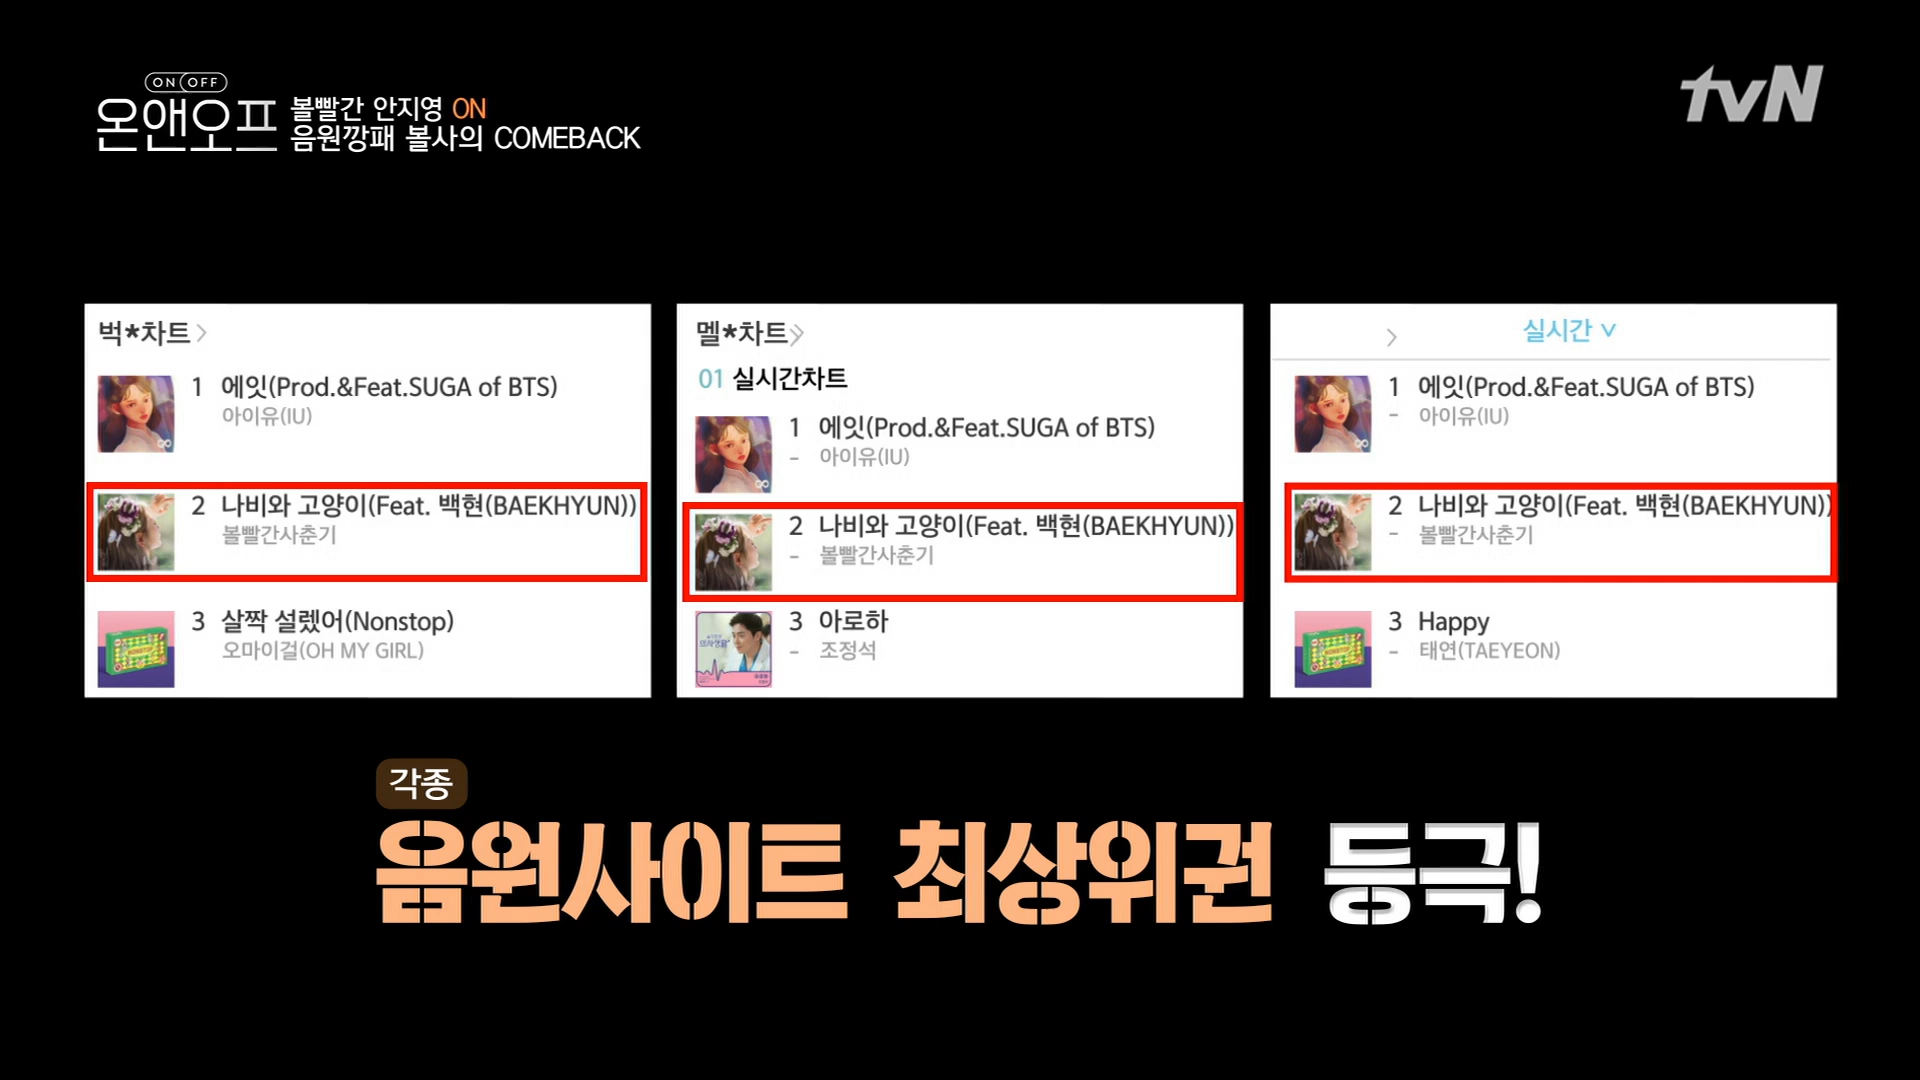 ON OFF
온앤오프
볼빨간 안지영 ON
음원깡패 볼사의 COMEBACK
tvN
벅*차트 >
1 에잇(Prod.&Feat.SUGA of BTS)
아이유(IU)
2 나비와 고양이(Feat. 백현(BAEKHYUN))
볼빨간사춘기
3 살짝 설렜어(Nonstop)
오마이걸(OH MY GIRL)
멜*차트
01 실시간차트
1 에잇(Prod.&Feat.SUGA of BTS)
- 아이유(IU)
2 나비와 고양이(Feat. 백현(BAEKHYUN))
- 볼빨간사춘기
3 아로하
- 조정석
실시간
1 에잇(Prod.&Feat.SUGA of BTS)
- 아이유(IU)
2 나비와 고양이(Feat. 백현(BAEKHYUN))
- 볼빨간사춘기
3 Happy
- 태연(TAEYEON)
각종
음원사이트 최상위권 등극!